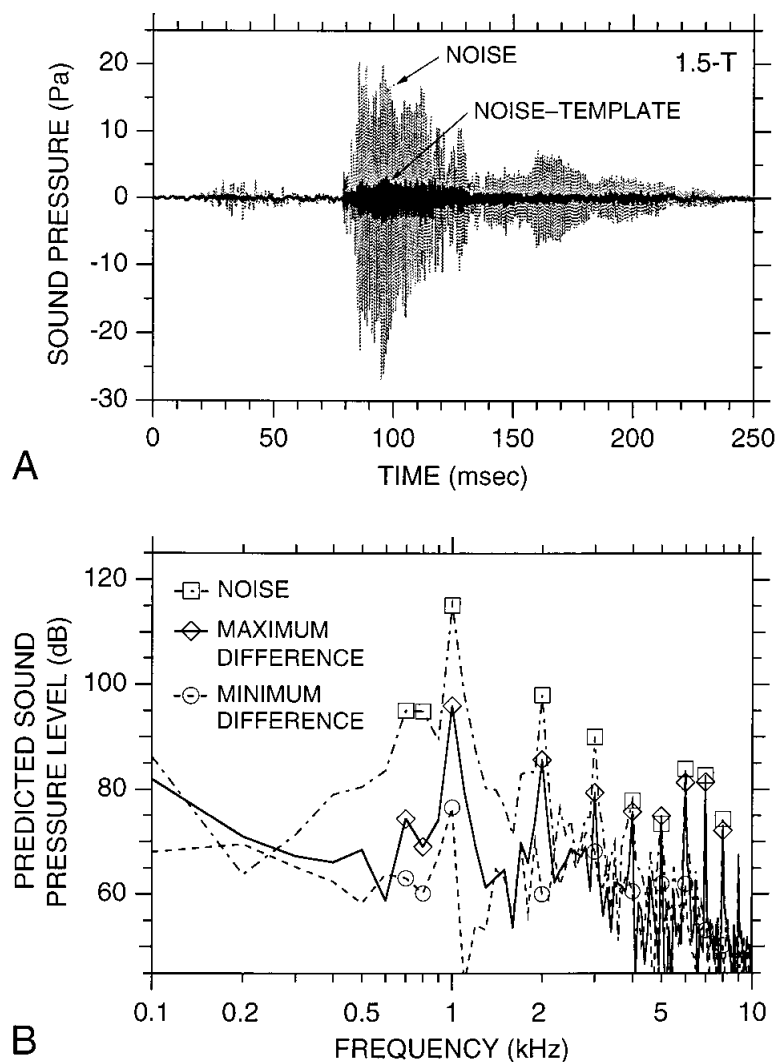 20
10
0
-10
-20
-30
SOUND PRESSURE (Pa)
NOISE
1.5-T
NOISE–TEMPLATE
0 50 100 150 200 250
TIME (msec)
A
120
100
80
60
PREDICTED SOUND
PRESSURE LEVEL (dB)
NOISE
MAXIMUM
DIFFERENCE
MINIMUM
DIFFERENCE
0.1 0.2 0.5 1 2 5 10
FREQUENCY (kHz)
B